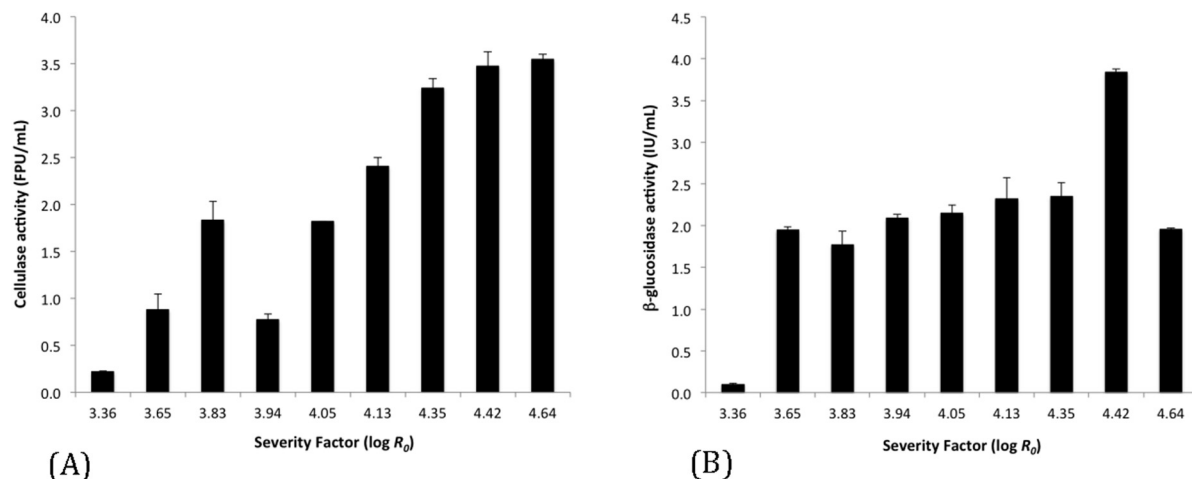 4.0
3.5
3.0
2.5
2.0
1.5
1.0
0.5
0.0
Cellulase activity (FPU/mL)
3.36 3.65 3.83 3.94 4.05 4.13 4.35 4.42 4.64
Severity Factor (log R₀)
(A)
4.5
4.0
3.5
3.0
2.5
2.0
1.5
1.0
0.5
0.0
β-glucosidase activity (IU/mL)
3.36 3.65 3.83 3.94 4.05 4.13 4.35 4.42 4.64
Severity Factor (log R₀)
(B)